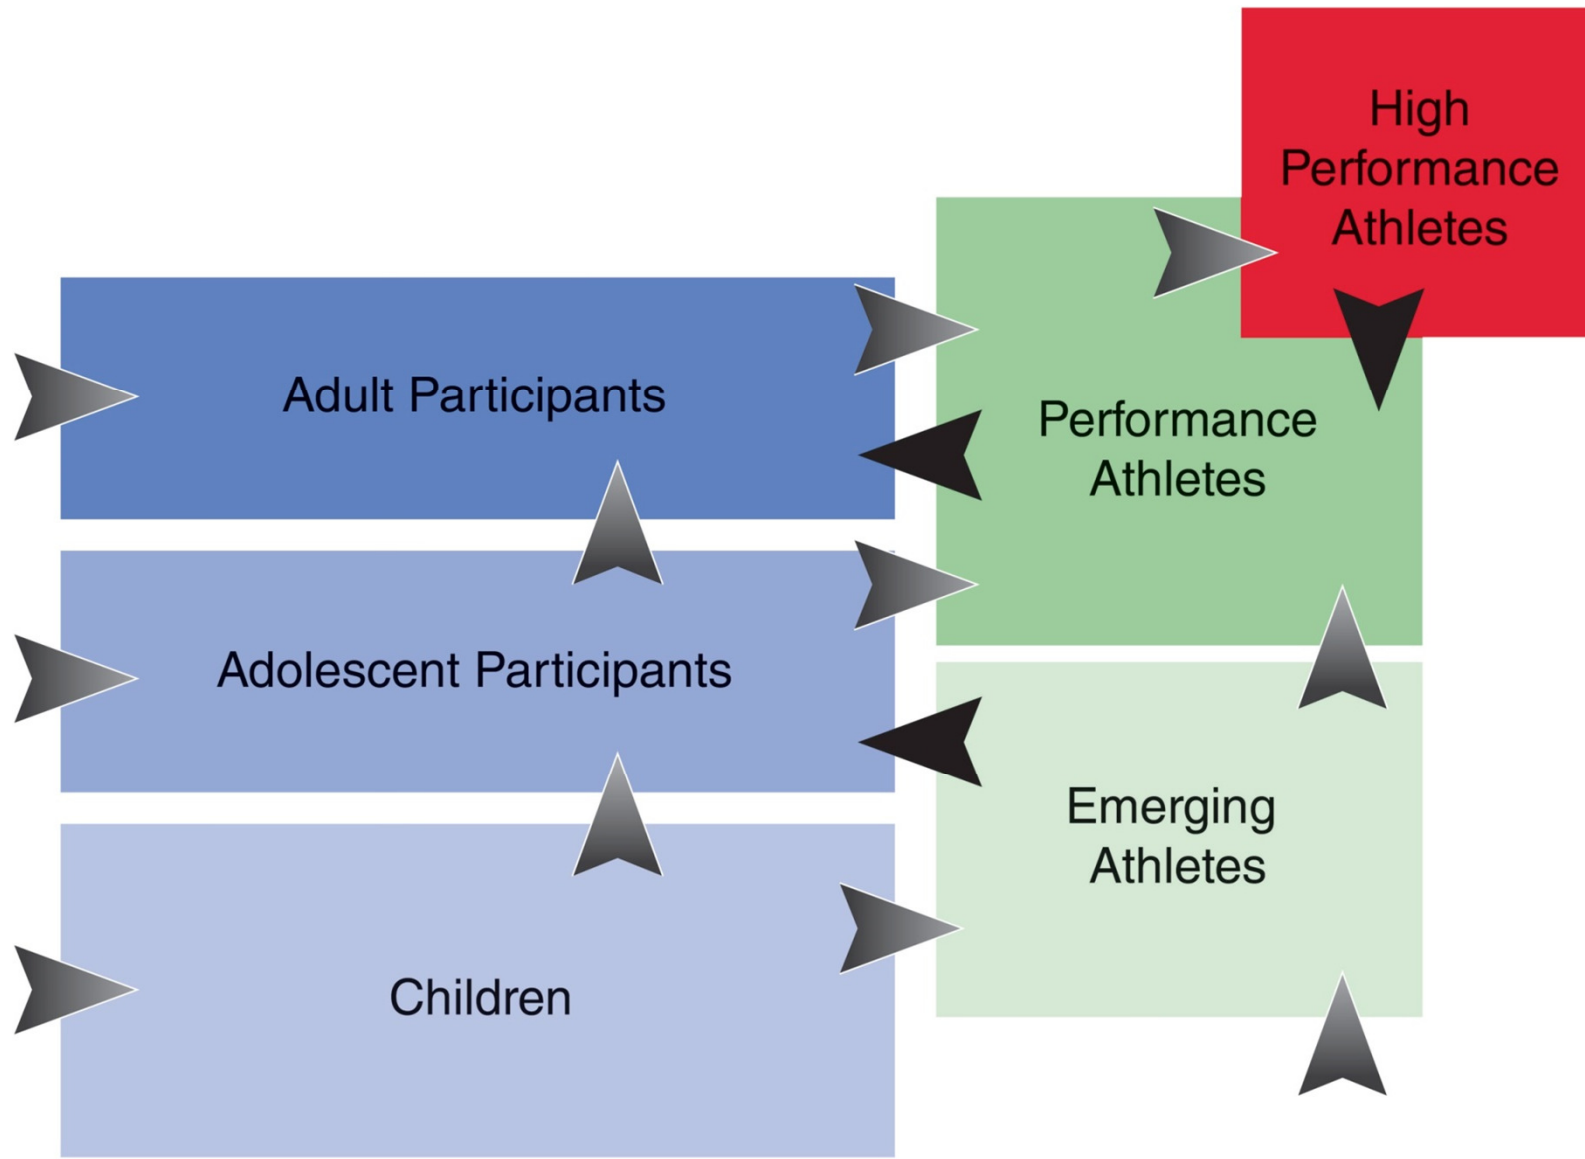 High
Performance
Athletes
Adult Participants
Performance
Athletes
Adolescent Participants
Emerging
Athletes
Children